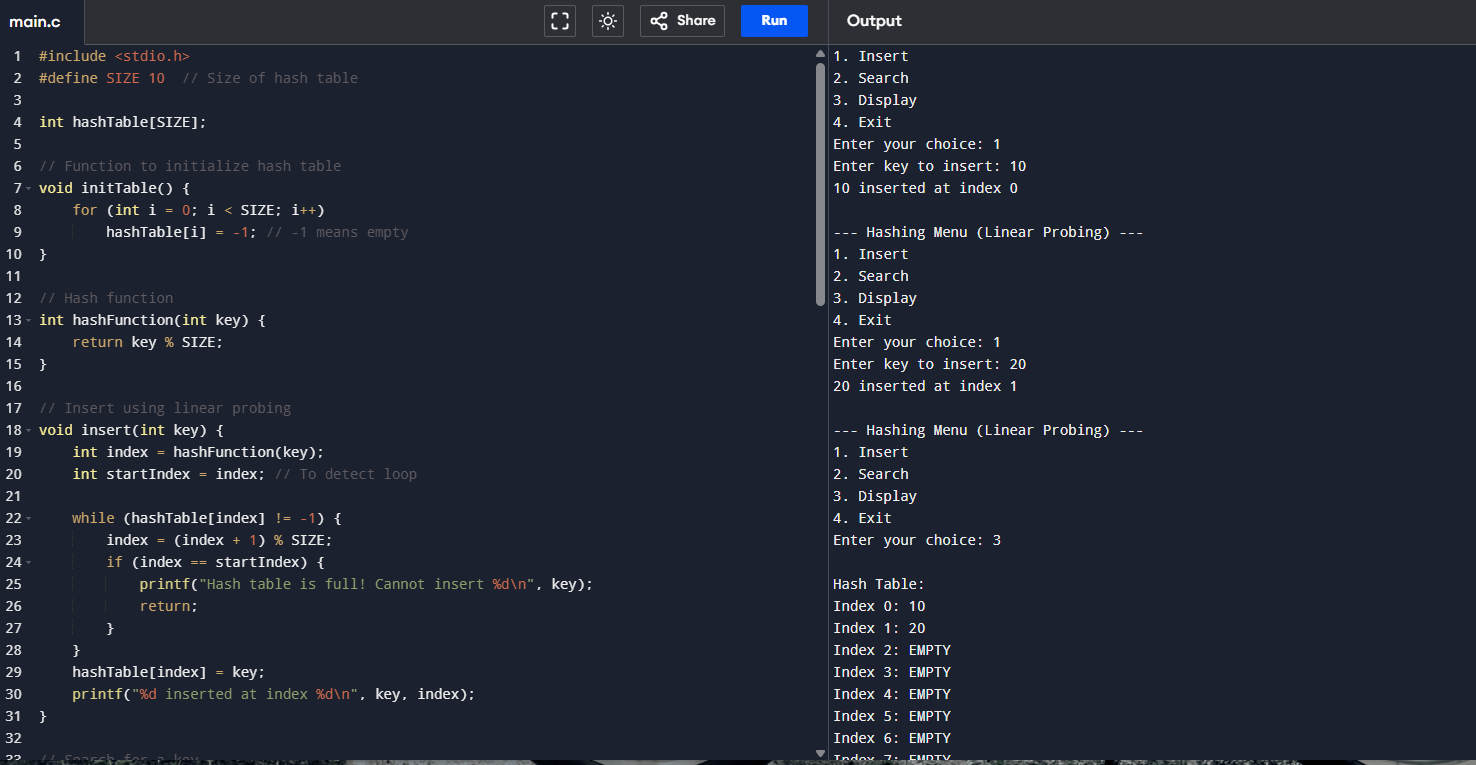 main.c
Share
Run
Output
1 #include <stdio.h>
2 #define SIZE 10  // Size of hash table
3
4 int hashTable[SIZE];
5
6 // Function to initialize hash table
7 void initTable() {
8     for (int i = 0; i < SIZE; i++)
9         hashTable[i] = -1; // -1 means empty
10 }
11
12 // Hash function
13 int hashFunction(int key) {
14     return key % SIZE;
15 }
16
17 // Insert using linear probing
18 void insert(int key) {
19     int index = hashFunction(key);
20     int startIndex = index; // To detect loop
21
22     while (hashTable[index] != -1) {
23         index = (index + 1) % SIZE;
24         if (index == startIndex) {
25             printf("Hash table is full! Cannot insert %d\n", key);
26             return;
27         }
28     }
29     hashTable[index] = key;
30     printf("%d inserted at index %d\n", key, index);
31 }
32
33 // Search for a key
1. Insert
2. Search
3. Display
4. Exit
Enter your choice: 1
Enter key to insert: 10
10 inserted at index 0
--- Hashing Menu (Linear Probing) ---
1. Insert
2. Search
3. Display
4. Exit
Enter your choice: 1
Enter key to insert: 20
20 inserted at index 1
--- Hashing Menu (Linear Probing) ---
1. Insert
2. Search
3. Display
4. Exit
Enter your choice: 3
Hash Table:
Index 0: 10
Index 1: 20
Index 2: EMPTY
Index 3: EMPTY
Index 4: EMPTY
Index 5: EMPTY
Index 6: EMPTY
Index 7: EMPTY